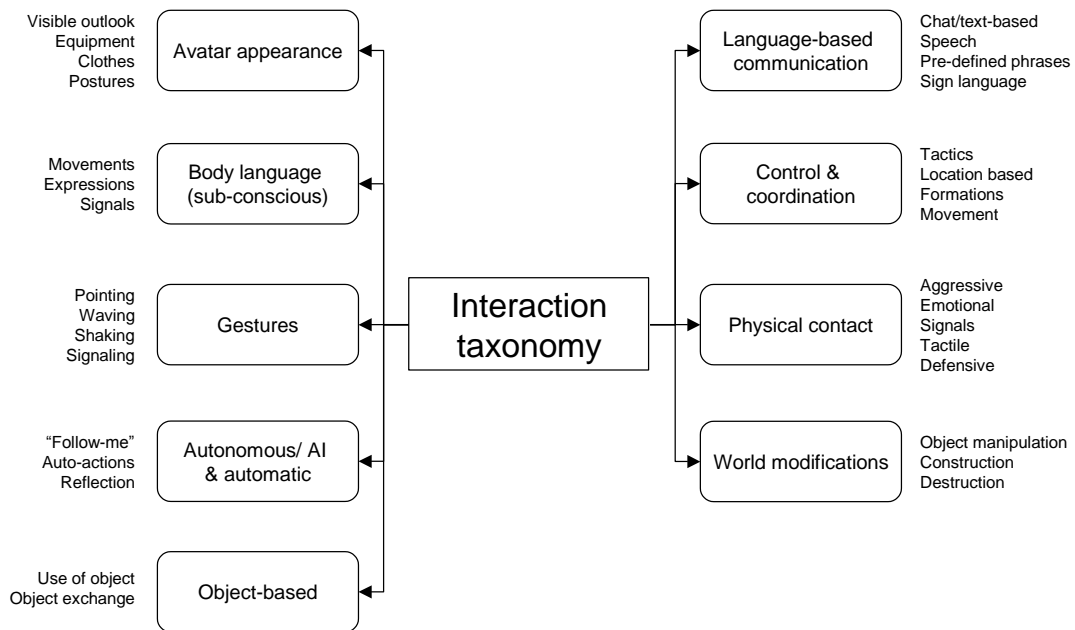 Visible outlook
Equipment
Clothes
Postures
Avatar appearance
Movements
Expressions
Signals
Body language
(sub-conscious)
Pointing
Waving
Shaking
Signaling
Gestures
“Follow-me”
Auto-actions
Reflection
Autonomous/ AI
& automatic
Use of object
Object exchange
Object-based
Interaction
taxonomy
Language-based
communication
Chat/text-based
Speech
Pre-defined phrases
Sign language
Control &
coordination
Tactics
Location based
Formations
Movement
Physical contact
Aggressive
Emotional
Signals
Tactile
Defensive
World modifications
Object manipulation
Construction
Destruction